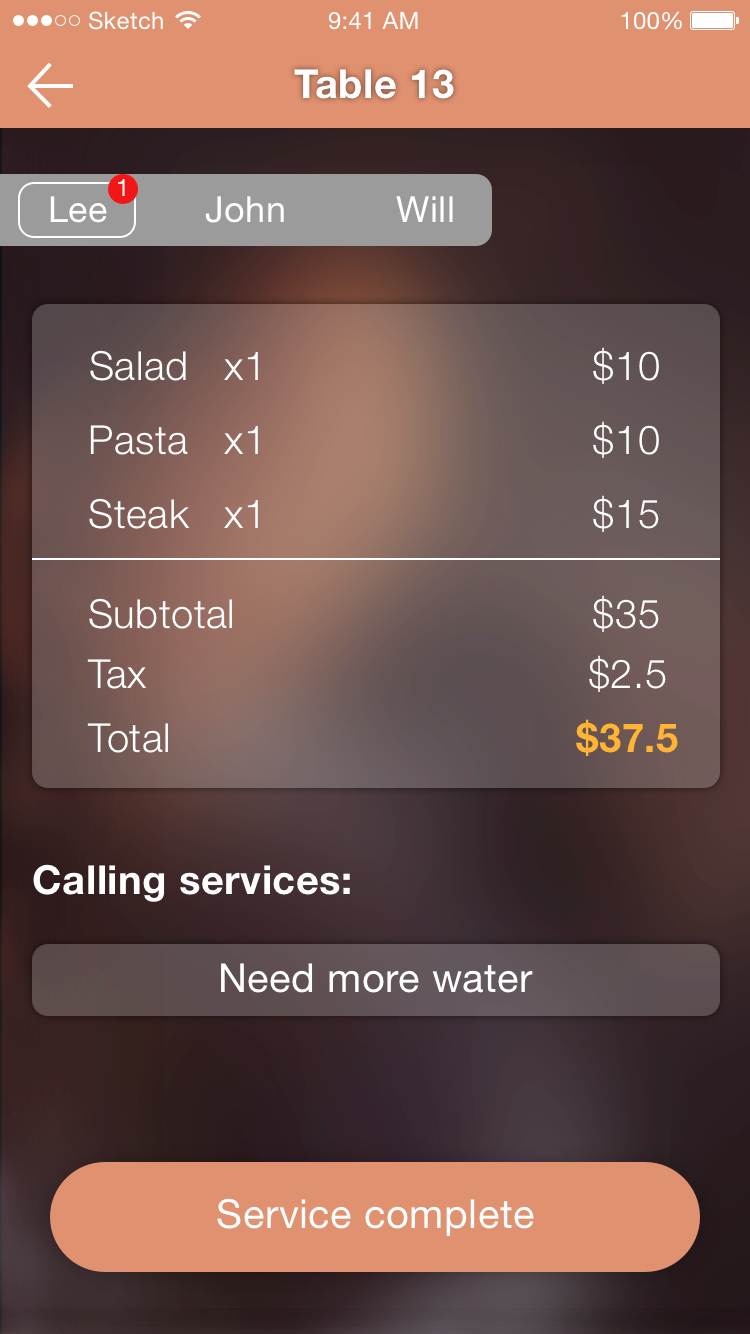 Sketch 9:41 AM 100%
Table 13
Lee 1 John Will
Salad x1 $10
Pasta x1 $10
Steak x1 $15
Subtotal $35
Tax $2.5
Total $37.5
Calling services:
Need more water
Service complete